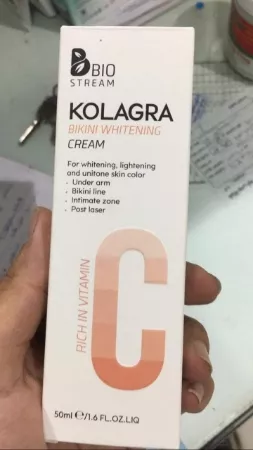 BIO
STREAM
KOLAGRA
BIKINI WHITENING
CREAM
For whitening, lightening
and unitone skin color
• Under arm
• Bikini line
• Intimate zone
• Post laser
RICH IN VITAMIN
C
50ml ℮/1.6 FL.OZ.LIQ